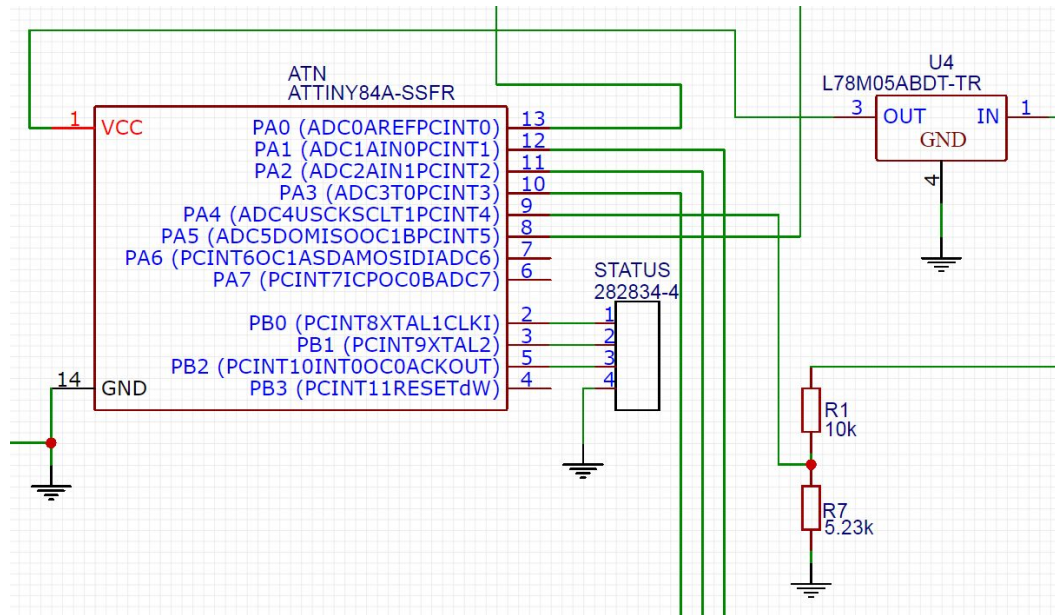 ATN
ATTINY84A-SSFR
1 VCC
PA0 (ADC0AREFPCINT0) 13
PA1 (ADC1AIN0PCINT1) 12
PA2 (ADC2AIN1PCINT2) 11
PA3 (ADC3T0PCINT3) 10
PA4 (ADC4USCKSCLT1PCINT4) 9
PA5 (ADC5DOMISOOC1BPCINT5) 8
PA6 (PCINT6OC1ASDAMOSIDIADC6) 7
PA7 (PCINT7ICPOC0BADC7) 6
PB0 (PCINT8XTAL1CLKI) 2
PB1 (PCINT9XTAL2) 3
PB2 (PCINT10INT0OC0ACKOUT) 5
PB3 (PCINT11RESETdW) 4
14 GND
U4
L78M05ABDT-TR
3 OUT IN 1
GND
4
STATUS
282834-4
1
2
3
4
R1
10k
R7
5.23k